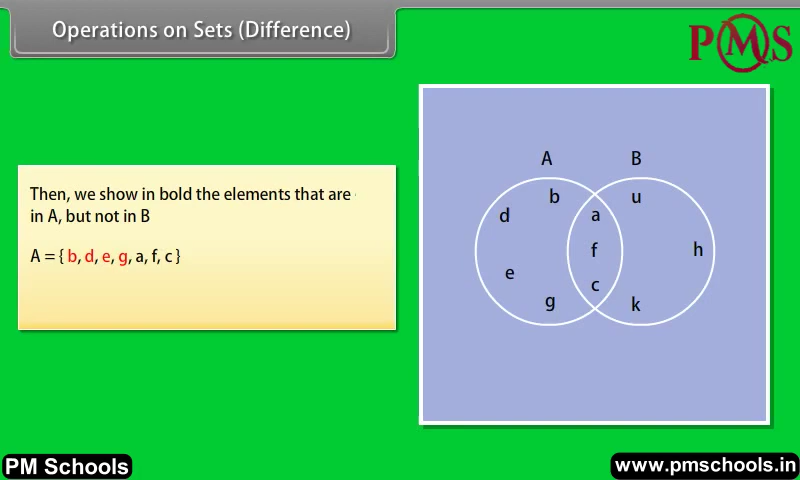 Operations on Sets (Difference)
PMS
Then, we show in bold the elements that are
in A, but not in B
A = { b, d, e, g, a, f, c }
A B
b u
d a
f h
e c
g k
PM Schools
www.pmschools.in